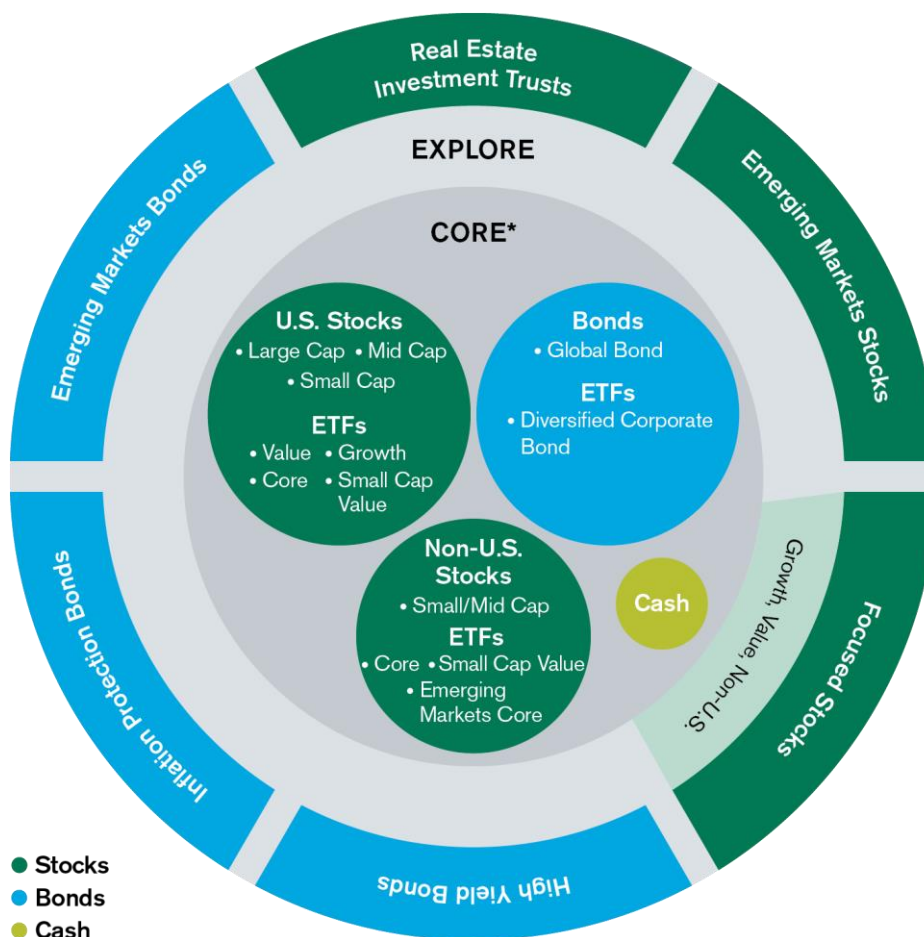 Real Estate
Investment Trusts
Emerging Markets Bonds
Emerging Markets Stocks
EXPLORE
CORE*
U.S. Stocks
• Large Cap • Mid Cap
• Small Cap
ETFs
• Value • Growth
• Core • Small Cap
Value
Bonds
• Global Bond
ETFs
• Diversified Corporate
Bond
Non-U.S.
Stocks
• Small/Mid Cap
ETFs
• Core • Small Cap Value
• Emerging
Markets Core
Cash
Growth, Value, Non-U.S.
Focused Stocks
Inflation Protection Bonds
High Yield Bonds
Stocks
Bonds
Cash